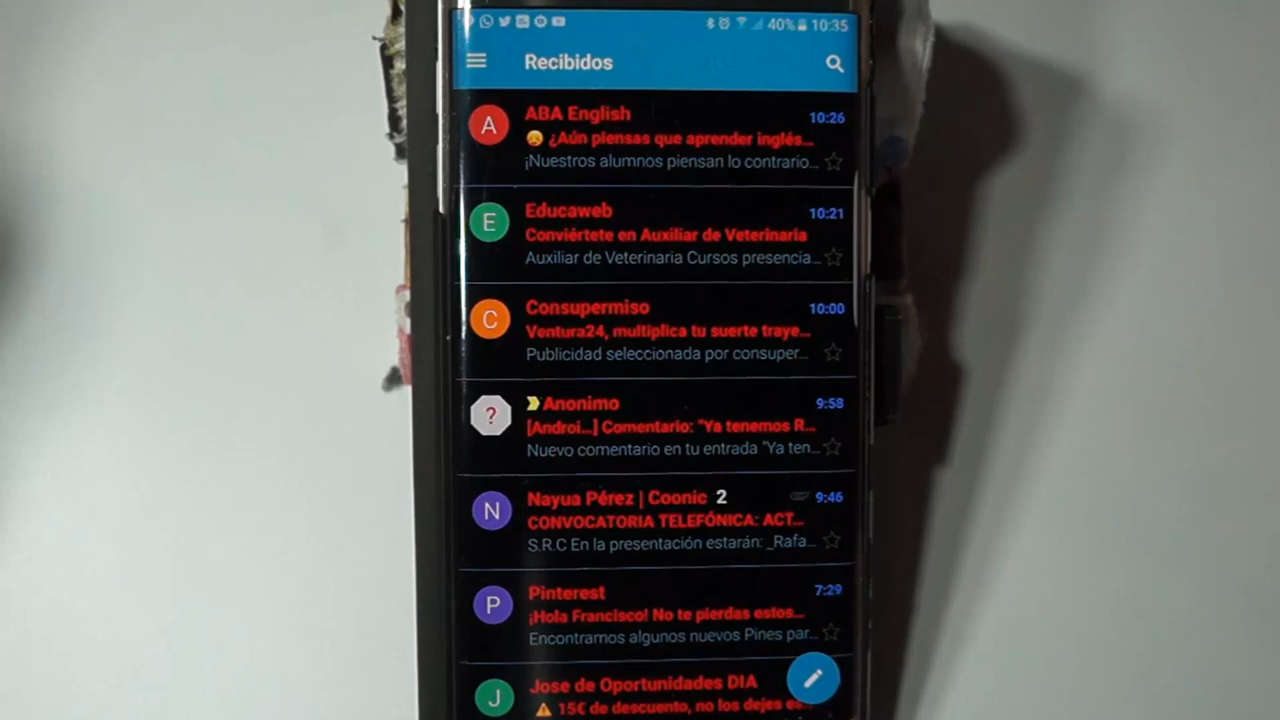 40% 10:35
Recibidos
A
ABA English
10:26
¿Aún piensas que aprender inglés...
¡Nuestros alumnos piensan lo contrario...
E
Educaweb
10:21
Conviértete en Auxiliar de Veterinaria
Auxiliar de Veterinaria Cursos presencia...
C
Consupermiso
10:00
Ventura24, multiplica tu suerte traye...
Publicidad seleccionada por consuper...
?
Anonimo
9:58
[Androi...] Comentario: "Ya tenemos R...
Nuevo comentario en tu entrada "Ya ten...
N
Nayua Pérez | Coonic 2
9:46
CONVOCATORIA TELEFÓNICA: ACT...
S.R.C En la presentación estarán: _Rafa...
P
Pinterest
7:29
¡Hola Francisco! No te pierdas estos...
Encontramos algunos nuevos Pines par...
J
Jose de Oportunidades DIA
15€ de descuento, no los dejes es...